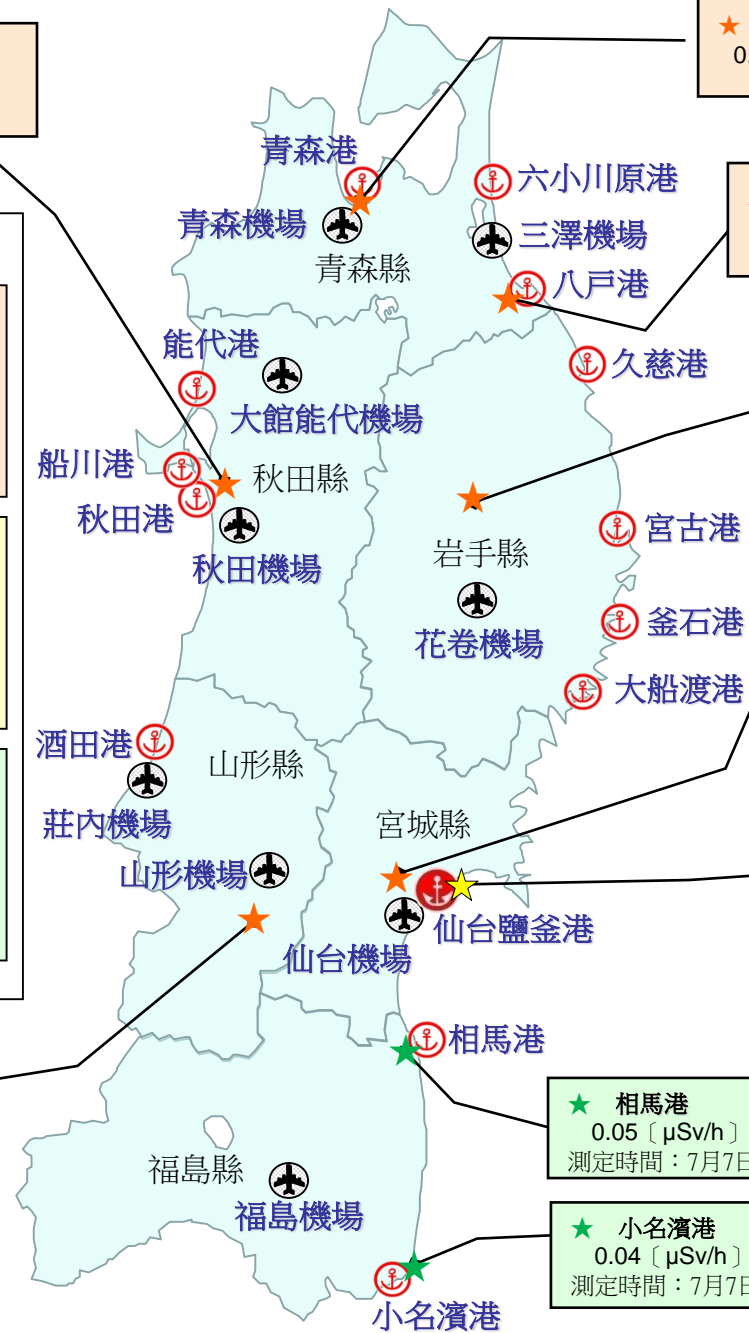 ★
0.
青森港
六小川原港
青森機場
三澤機場
青森縣
八戶港
能代港
久慈港
大館能代機場
船川港
秋田縣
秋田港
宮古港
秋田機場
岩手縣
花卷機場
釜石港
大船渡港
酒田港
山形縣
莊內機場
宮城縣
山形機場
仙台鹽釜港
仙台機場
相馬港
★ 相馬港
0.05〔μSv/h〕
測定時間：7月7日
福島縣
福島機場
★ 小名濱港
0.04〔μSv/h〕
測定時間：7月7日
小名濱港